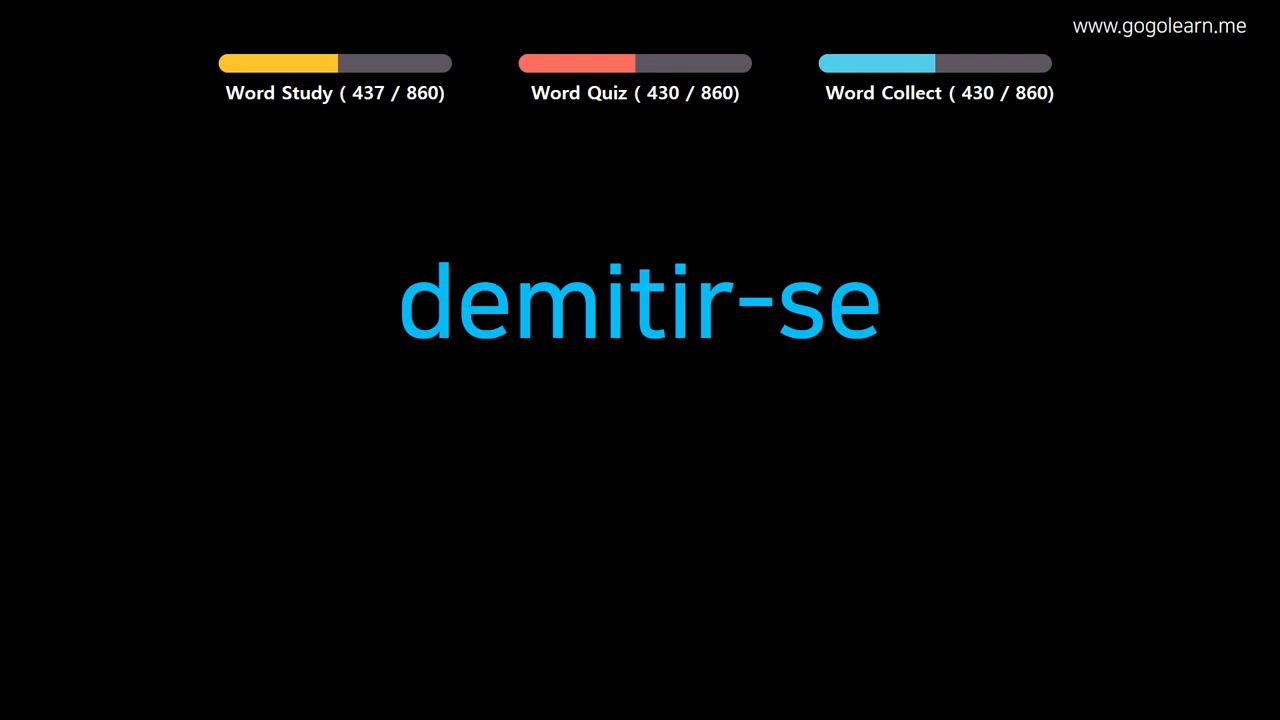 www.gogolearn.me
Word Study ( 437 / 860)
Word Quiz ( 430 / 860)
Word Collect ( 430 / 860)
demitir-se